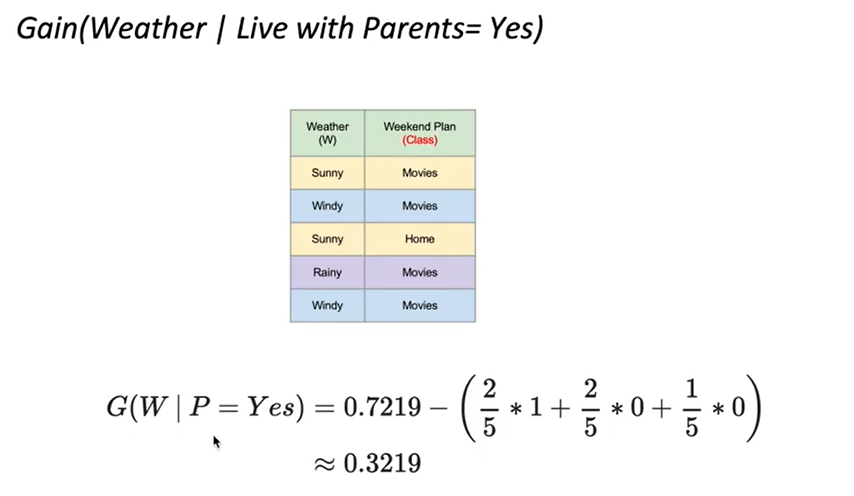 Gain(Weather | Live with Parents= Yes)
Weather (W) Weekend Plan (Class)
Sunny Movies
Windy Movies
Sunny Home
Rainy Movies
Windy Movies
G(W | P = Yes) = 0.7219 − (2/5 * 1 + 2/5 * 0 + 1/5 * 0)
≈ 0.3219